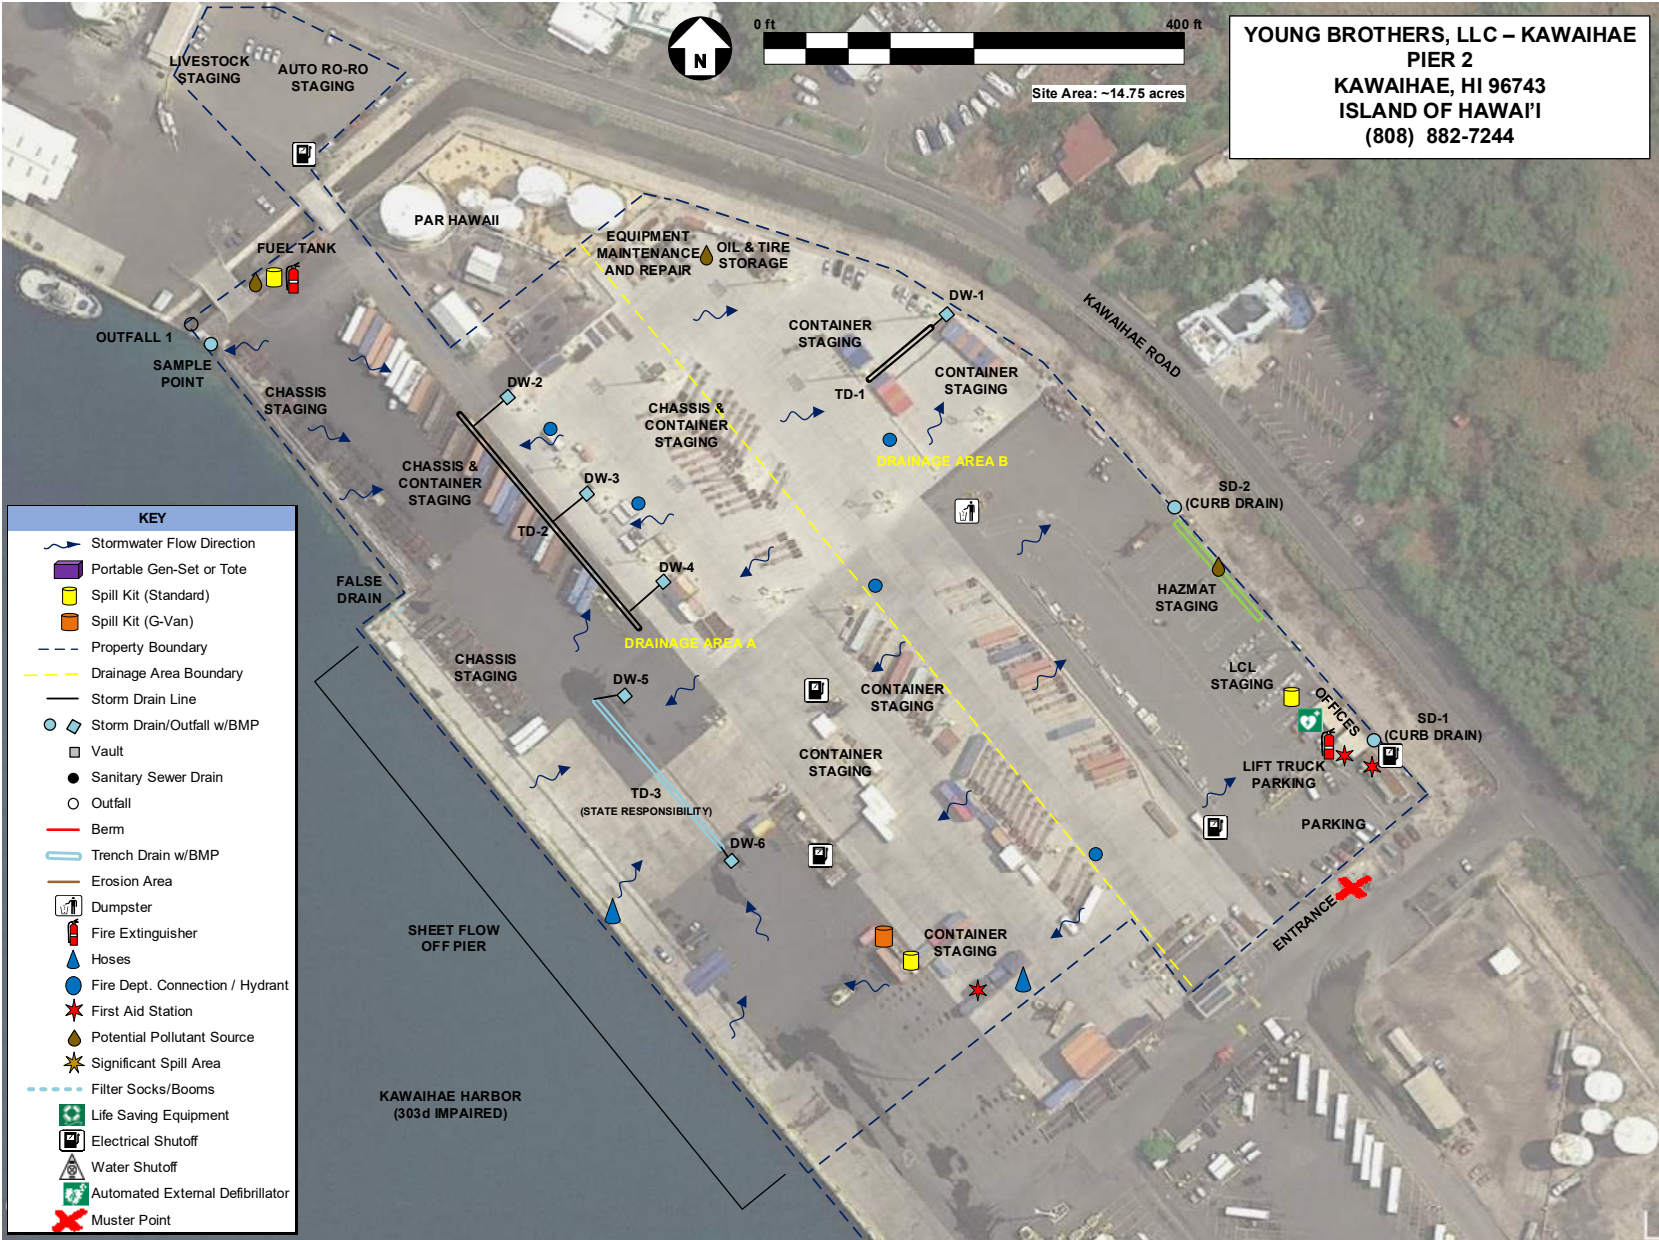 0 ft
400 ft
N
Site Area: ~14.75 acres
YOUNG BROTHERS, LLC – KAWAIHAE
PIER 2
KAWAIHAE, HI 96743
ISLAND OF HAWAI'I
(808) 882-7244
LIVESTOCK
STAGING
AUTO RO-RO
STAGING
PAR HAWAII
FUEL TANK
EQUIPMENT
MAINTENANCE
AND REPAIR
OIL & TIRE
STORAGE
OUTFALL 1
SAMPLE
POINT
CHASSIS
STAGING
DW-1
CONTAINER
STAGING
TD-1
CONTAINER
STAGING
KAWAIHAE ROAD
DW-2
CHASSIS &
CONTAINER
STAGING
CHASSIS &
CONTAINER
STAGING
DRAINAGE AREA B
DW-3
TD-2
DW-4
SD-2
(CURB DRAIN)
HAZMAT
STAGING
FALSE
DRAIN
DRAINAGE AREA A
CHASSIS
STAGING
DW-5
CONTAINER
STAGING
LCL
STAGING
OFFICES
SD-1
(CURB DRAIN)
LIFT TRUCK
PARKING
CONTAINER
STAGING
TD-3
(STATE RESPONSIBILITY)
DW-6
PARKING
ENTRANCE
CONTAINER
STAGING
SHEET FLOW
OFF PIER
KAWAIHAE HARBOR
(303d IMPAIRED)
KEY
Stormwater Flow Direction
Portable Gen-Set or Tote
Spill Kit (Standard)
Spill Kit (G-Van)
Property Boundary
Drainage Area Boundary
Storm Drain Line
Storm Drain/Outfall w/BMP
Vault
Sanitary Sewer Drain
Outfall
Berm
Trench Drain w/BMP
Erosion Area
Dumpster
Fire Extinguisher
Hoses
Fire Dept. Connection / Hydrant
First Aid Station
Potential Pollutant Source
Significant Spill Area
Filter Socks/Booms
Life Saving Equipment
Electrical Shutoff
Water Shutoff
Automated External Defibrillator
Muster Point